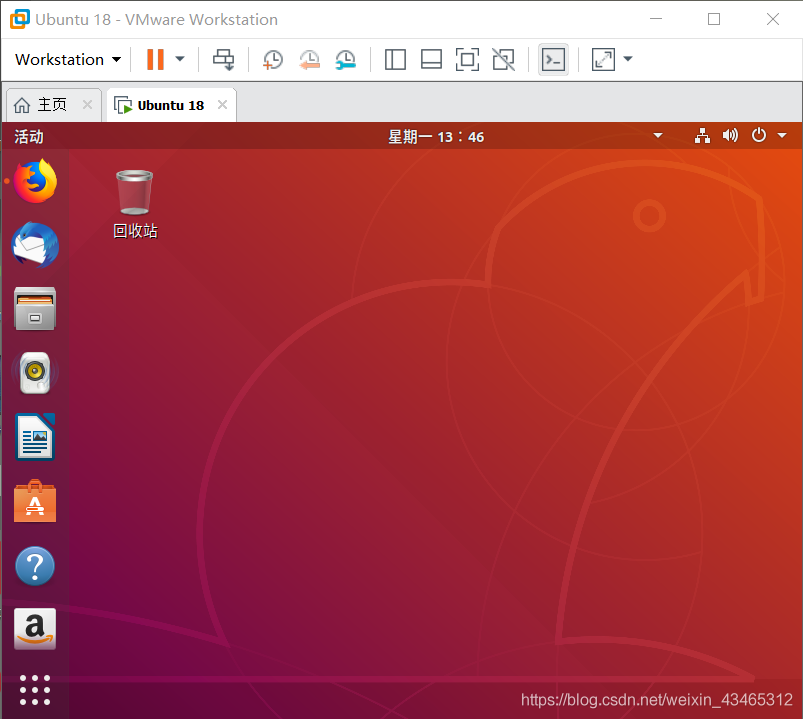 Ubuntu 18 - VMware Workstation
Workstation
主页
Ubuntu 18
活动
星期一 13：46
回收站
https://blog.csdn.net/weixin_43465312